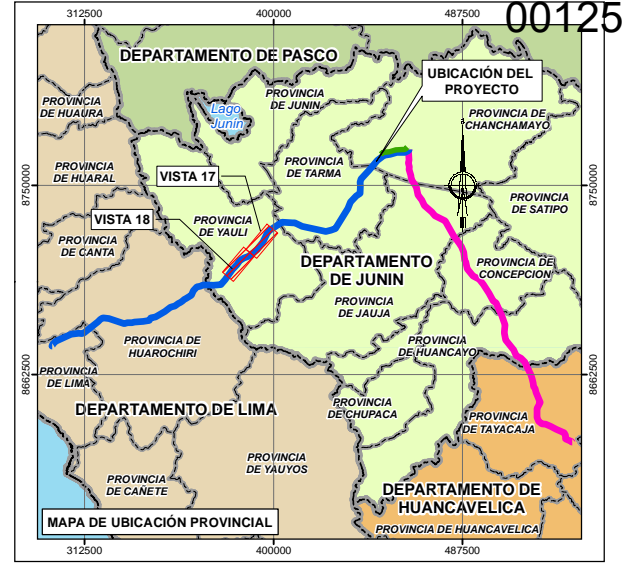 00125
312500
400000
487500
DEPARTAMENTO DE PASCO
UBICACIÓN DEL
PROYECTO
PROVINCIA
DE HUAURA
PROVINCIA
DE JUNIN
Lago
Junín
PROVINCIA DE
CHANCHAMAYO
PROVINCIA
DE HUARAL
VISTA 17
PROVINCIA
DE TARMA
8750000
8750000
PROVINCIA
DE SATIPO
VISTA 18
PROVINCIA
DE YAULI
PROVINCIA
DE CANTA
DEPARTAMENTO
DE JUNIN
PROVINCIA DE
CONCEPCION
PROVINCIA
DE JAUJA
PROVINCIA DE
HUAROCHIRI
PROVINCIA
DE HUANCAYO
8662500
8662500
PROVINCIA
DE LIMA
DEPARTAMENTO DE LIMA
PROVINCIA
DE CHUPACA
PROVINCIA
DE TAYACAJA
PROVINCIA
DE YAUYOS
PROVINCIA
DE CAÑETE
DEPARTAMENTO DE
HUANCAVELICA
MAPA DE UBICACIÓN PROVINCIAL
PROVINCIA DE HUANCAVELICA
312500
400000
487500